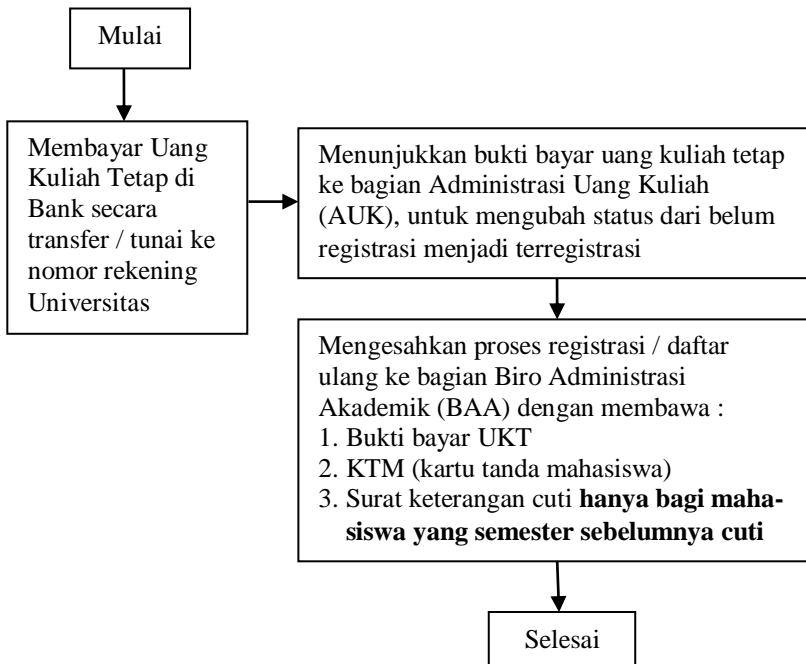 Mulai
Membayar Uang
Kuliah Tetap di
Bank secara
transfer / tunai ke
nomor rekening
Universitas
Menunjukkan bukti bayar uang kuliah tetap
ke bagian Administrasi Uang Kuliah
(AUK), untuk mengubah status dari belum
registrasi menjadi terregistrasi
Mengesahkan proses registrasi / daftar
ulang ke bagian Biro Administrasi
Akademik (BAA) dengan membawa :
1. Bukti bayar UKT
2. KTM (kartu tanda mahasiswa)
3. Surat keterangan cuti hanya bagi maha-
siswa yang semester sebelumnya cuti
Selesai